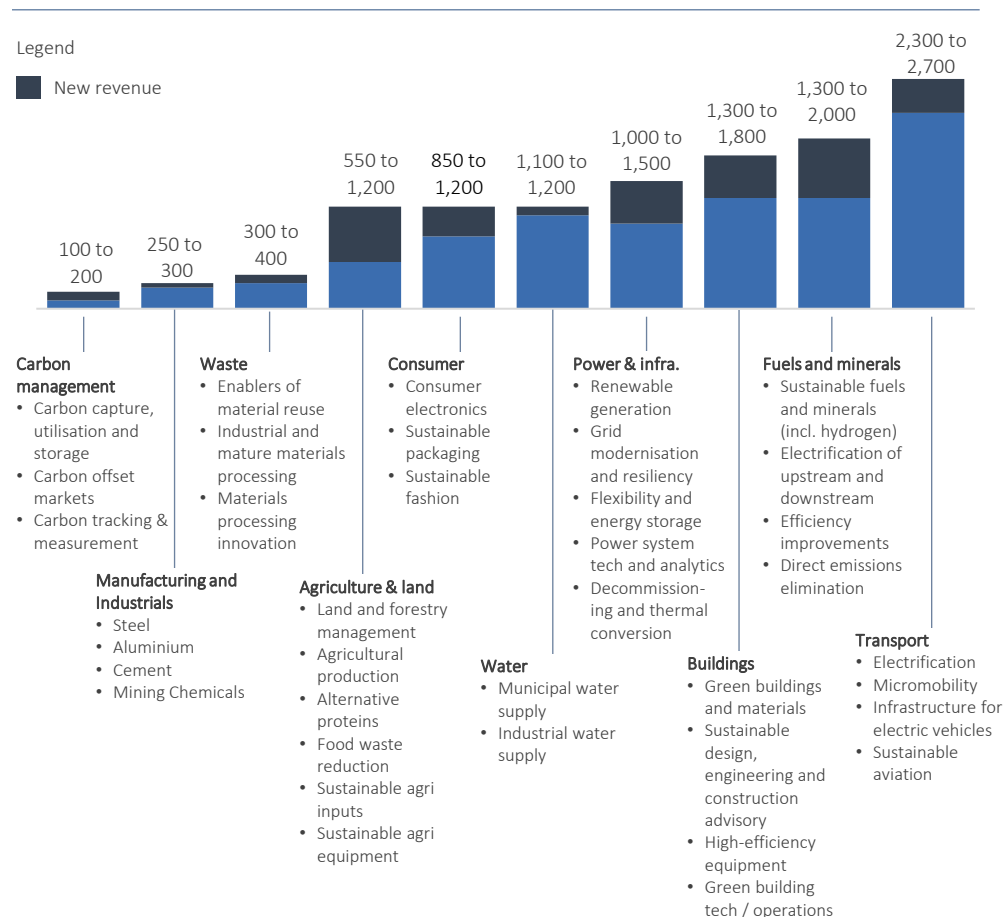 Legend
New revenue
100 to
200
250 to
300
300 to
400
550 to
1,200
850 to
1,200
1,100 to
1,200
1,000 to
1,500
1,300 to
1,800
1,300 to
2,000
2,300 to
2,700
Carbon
management
• Carbon capture,
utilisation and
storage
• Carbon offset
markets
• Carbon tracking &
measurement
Manufacturing and
Industrials
• Steel
• Aluminium
• Cement
• Mining Chemicals
Waste
• Enablers of
material reuse
• Industrial and
mature materials
processing
• Materials
processing
innovation
Agriculture & land
• Land and forestry
management
• Agricultural
production
• Alternative
proteins
• Food waste
reduction
• Sustainable agri
inputs
• Sustainable agri
equipment
Consumer
• Consumer
electronics
• Sustainable
packaging
• Sustainable
fashion
Water
• Municipal water
supply
• Industrial water
supply
Power & infra.
• Renewable
generation
• Grid
modernisation
and resiliency
• Flexibility and
energy storage
• Power system
tech and analytics
• Decommission-
ing and thermal
conversion
Buildings
• Green buildings
and materials
• Sustainable
design,
engineering and
construction
advisory
• High-efficiency
equipment
• Green building
tech / operations
Fuels and minerals
• Sustainable fuels
and minerals
(incl. hydrogen)
• Electrification of
upstream and
downstream
• Efficiency
improvements
• Direct emissions
elimination
Transport
• Electrification
• Micromobility
• Infrastructure for
electric vehicles
• Sustainable
aviation